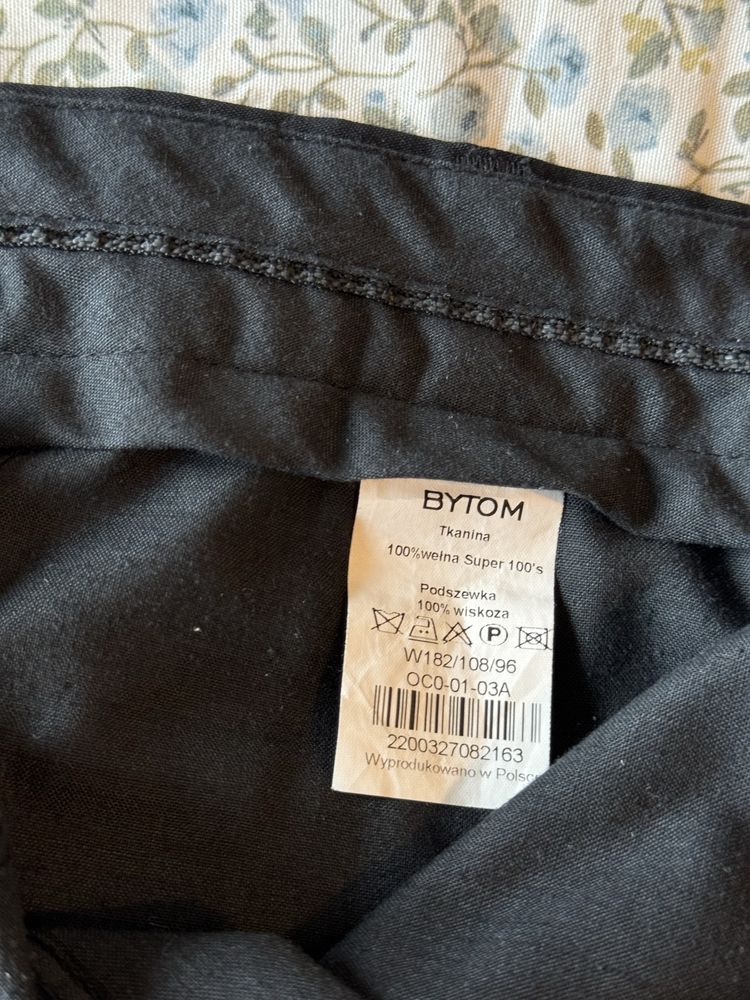 BYTOM
Tkanina
100%wełna Super 100's
Podszewka
100% wiskoza
P
W182/108/96
OC0-01-03A
2200327082163
Wyprodukowano w Polsc